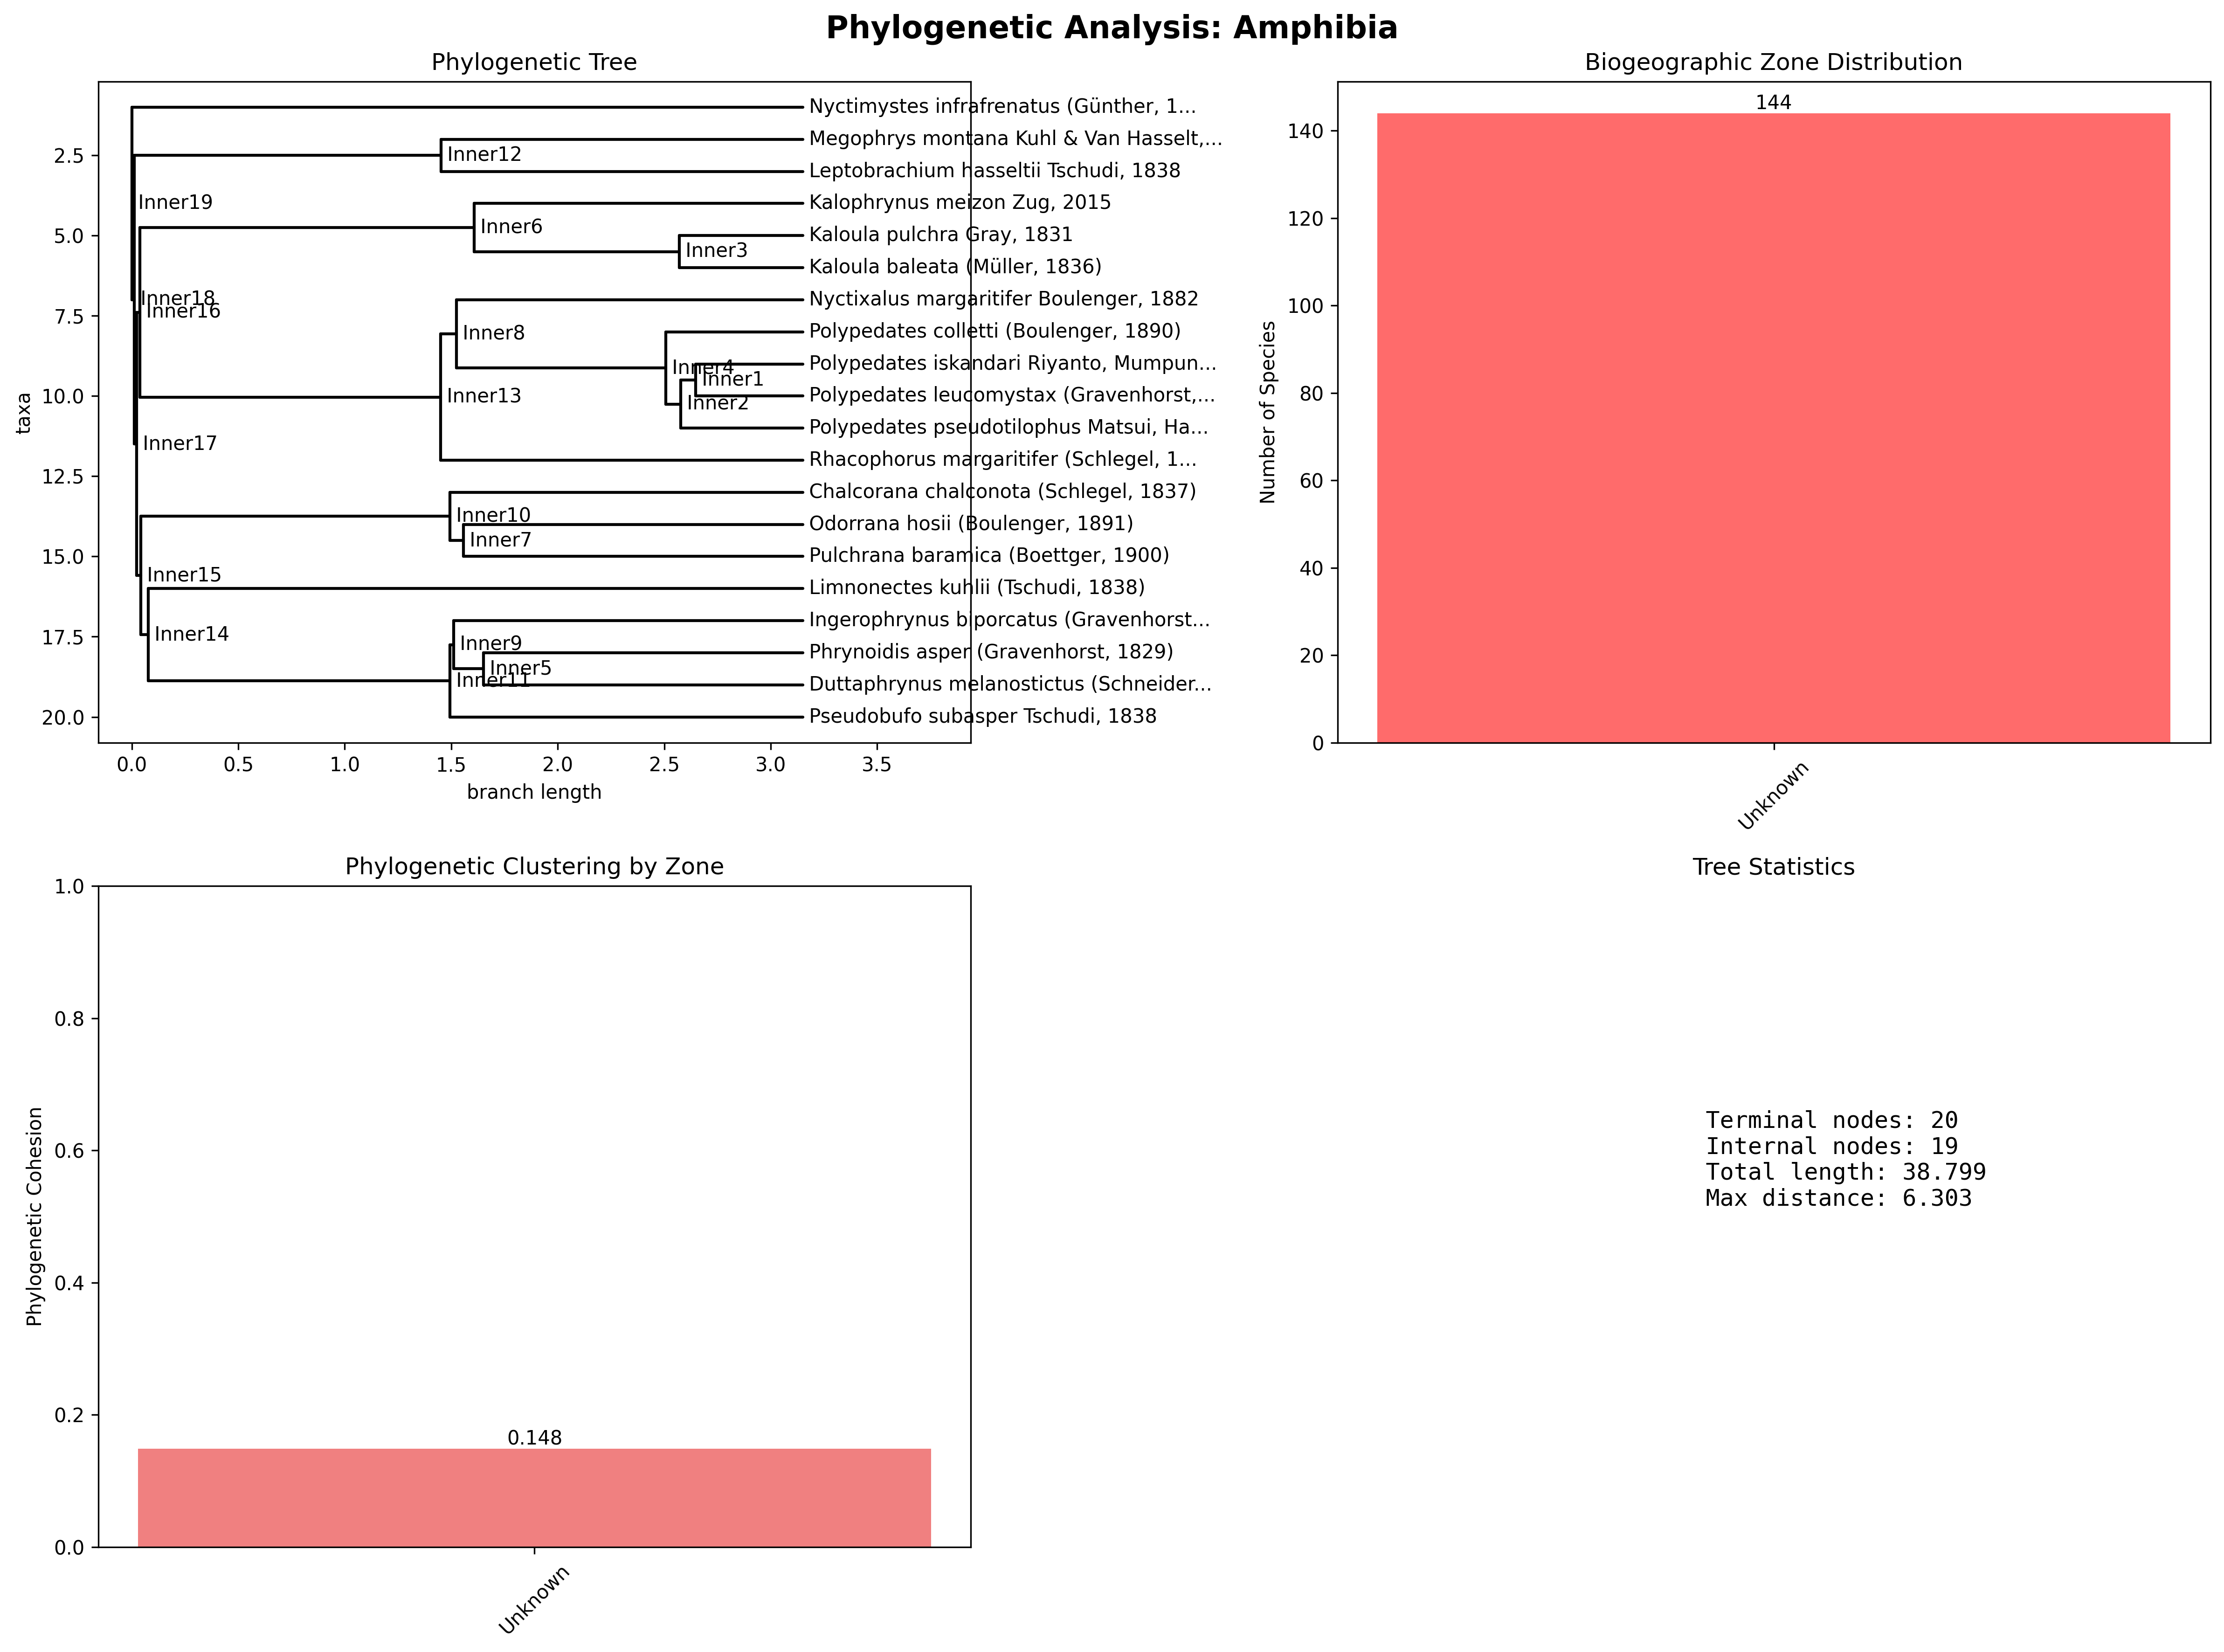 Phylogenetic Analysis: Amphibia
Phylogenetic Tree
Nyctimystes infrafrenatus (Günther, 1...
Megophrys montana Kuhl & Van Hasselt,...
Inner12
Leptobrachium hasseltii Tschudi, 1838
Inner19
Kalophrynus meizon Zug, 2015
Inner6
Kaloula pulchra Gray, 1831
Inner3
Kaloula baleata (Müller, 1836)
Inner18
Nyctixalus margaritifer Boulenger, 1882
Inner16
Inner8
Polypedates colletti (Boulenger, 1890)
Inner4
Polypedates iskandari Riyanto, Mumpun...
Inner1
Inner13
Polypedates leucomystax (Gravenhorst,...
Inner2
Polypedates pseudotilophus Matsui, Ha...
Inner17
Rhacophorus margaritifer (Schlegel, 1...
Chalcorana chalconota (Schlegel, 1837)
Inner10
Odorrana hosii (Boulenger, 1891)
Inner7
Pulchrana baramica (Boettger, 1900)
Inner15
Limnonectes kuhlii (Tschudi, 1838)
Ingerophrynus biporcatus (Gravenhorst...
Inner14
Inner9
Phrynoidis asper (Gravenhorst, 1829)
Inner5
Inner11
Duttaphrynus melanostictus (Schneider...
Pseudobufo subasper Tschudi, 1838
2.5
5.0
7.5
10.0
12.5
15.0
17.5
20.0
taxa
0.0 0.5 1.0 1.5 2.0 2.5 3.0 3.5
branch length
Biogeographic Zone Distribution
144
140
120
100
80
60
40
20
0
Number of Species
Unknown
Phylogenetic Clustering by Zone
1.0
0.8
0.6
0.4
0.2
0.0
0.148
Phylogenetic Cohesion
Unknown
Tree Statistics
Terminal nodes: 20
Internal nodes: 19
Total length: 38.799
Max distance: 6.303